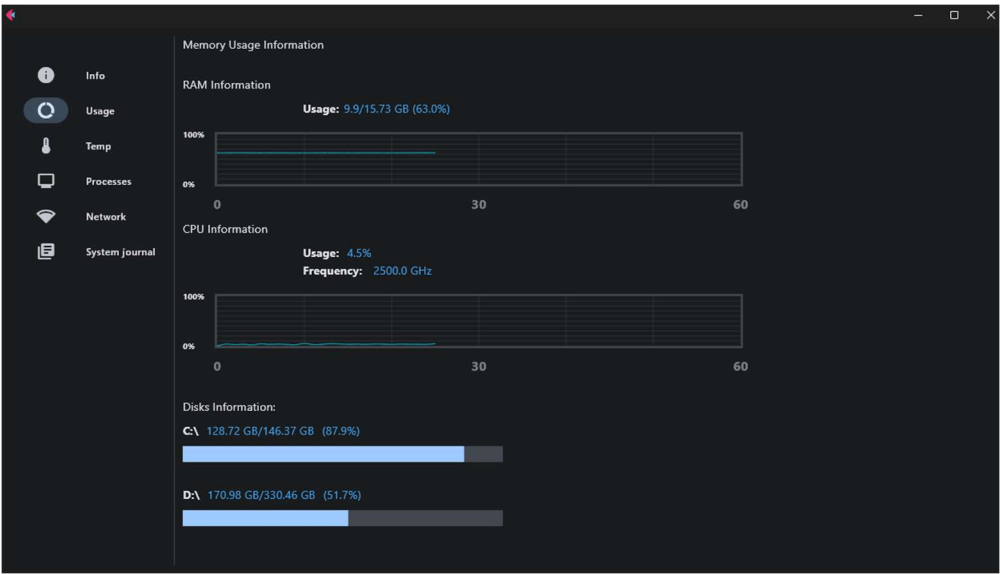 Memory Usage Information
Info
Usage
Temp
Processes
Network
System journal
RAM Information
Usage: 9.9/15.73 GB (63.0%)
100%
0%
0 30 60
CPU Information
Usage: 4.5%
Frequency: 2500.0 GHz
100%
0%
0 30 60
Disks Information:
C:\ 128.72 GB/146.37 GB (87.9%)
D:\ 170.98 GB/330.46 GB (51.7%)